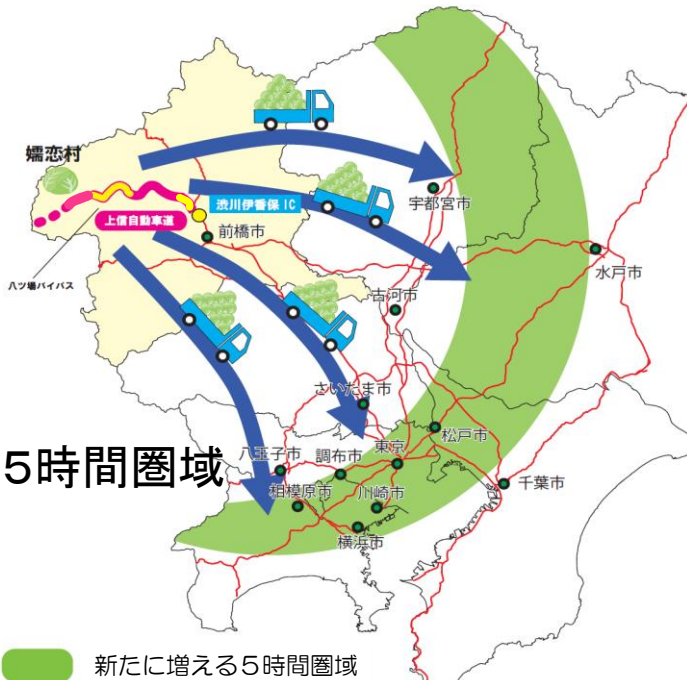 嬬恋村
渋川伊香保 IC
宇都宮市
上信自動車道
前橋市
水戸市
八ツ場バイパス
古河市
さいたま市
松戸市
八王子市
調布市
東京
5時間圏域
千葉市
相模原市
川崎市
横浜市
新たに増える5時間圏域